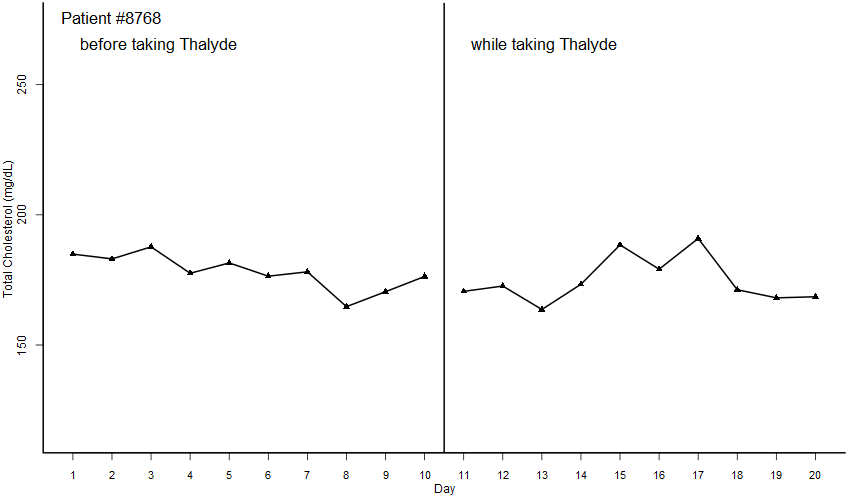 Patient #8768
before taking Thalyde
while taking Thalyde
250
200
150
Total Cholesterol (mg/dL)
1 2 3 4 5 6 7 8 9 10 11 12 13 14 15 16 17 18 19 20
Day